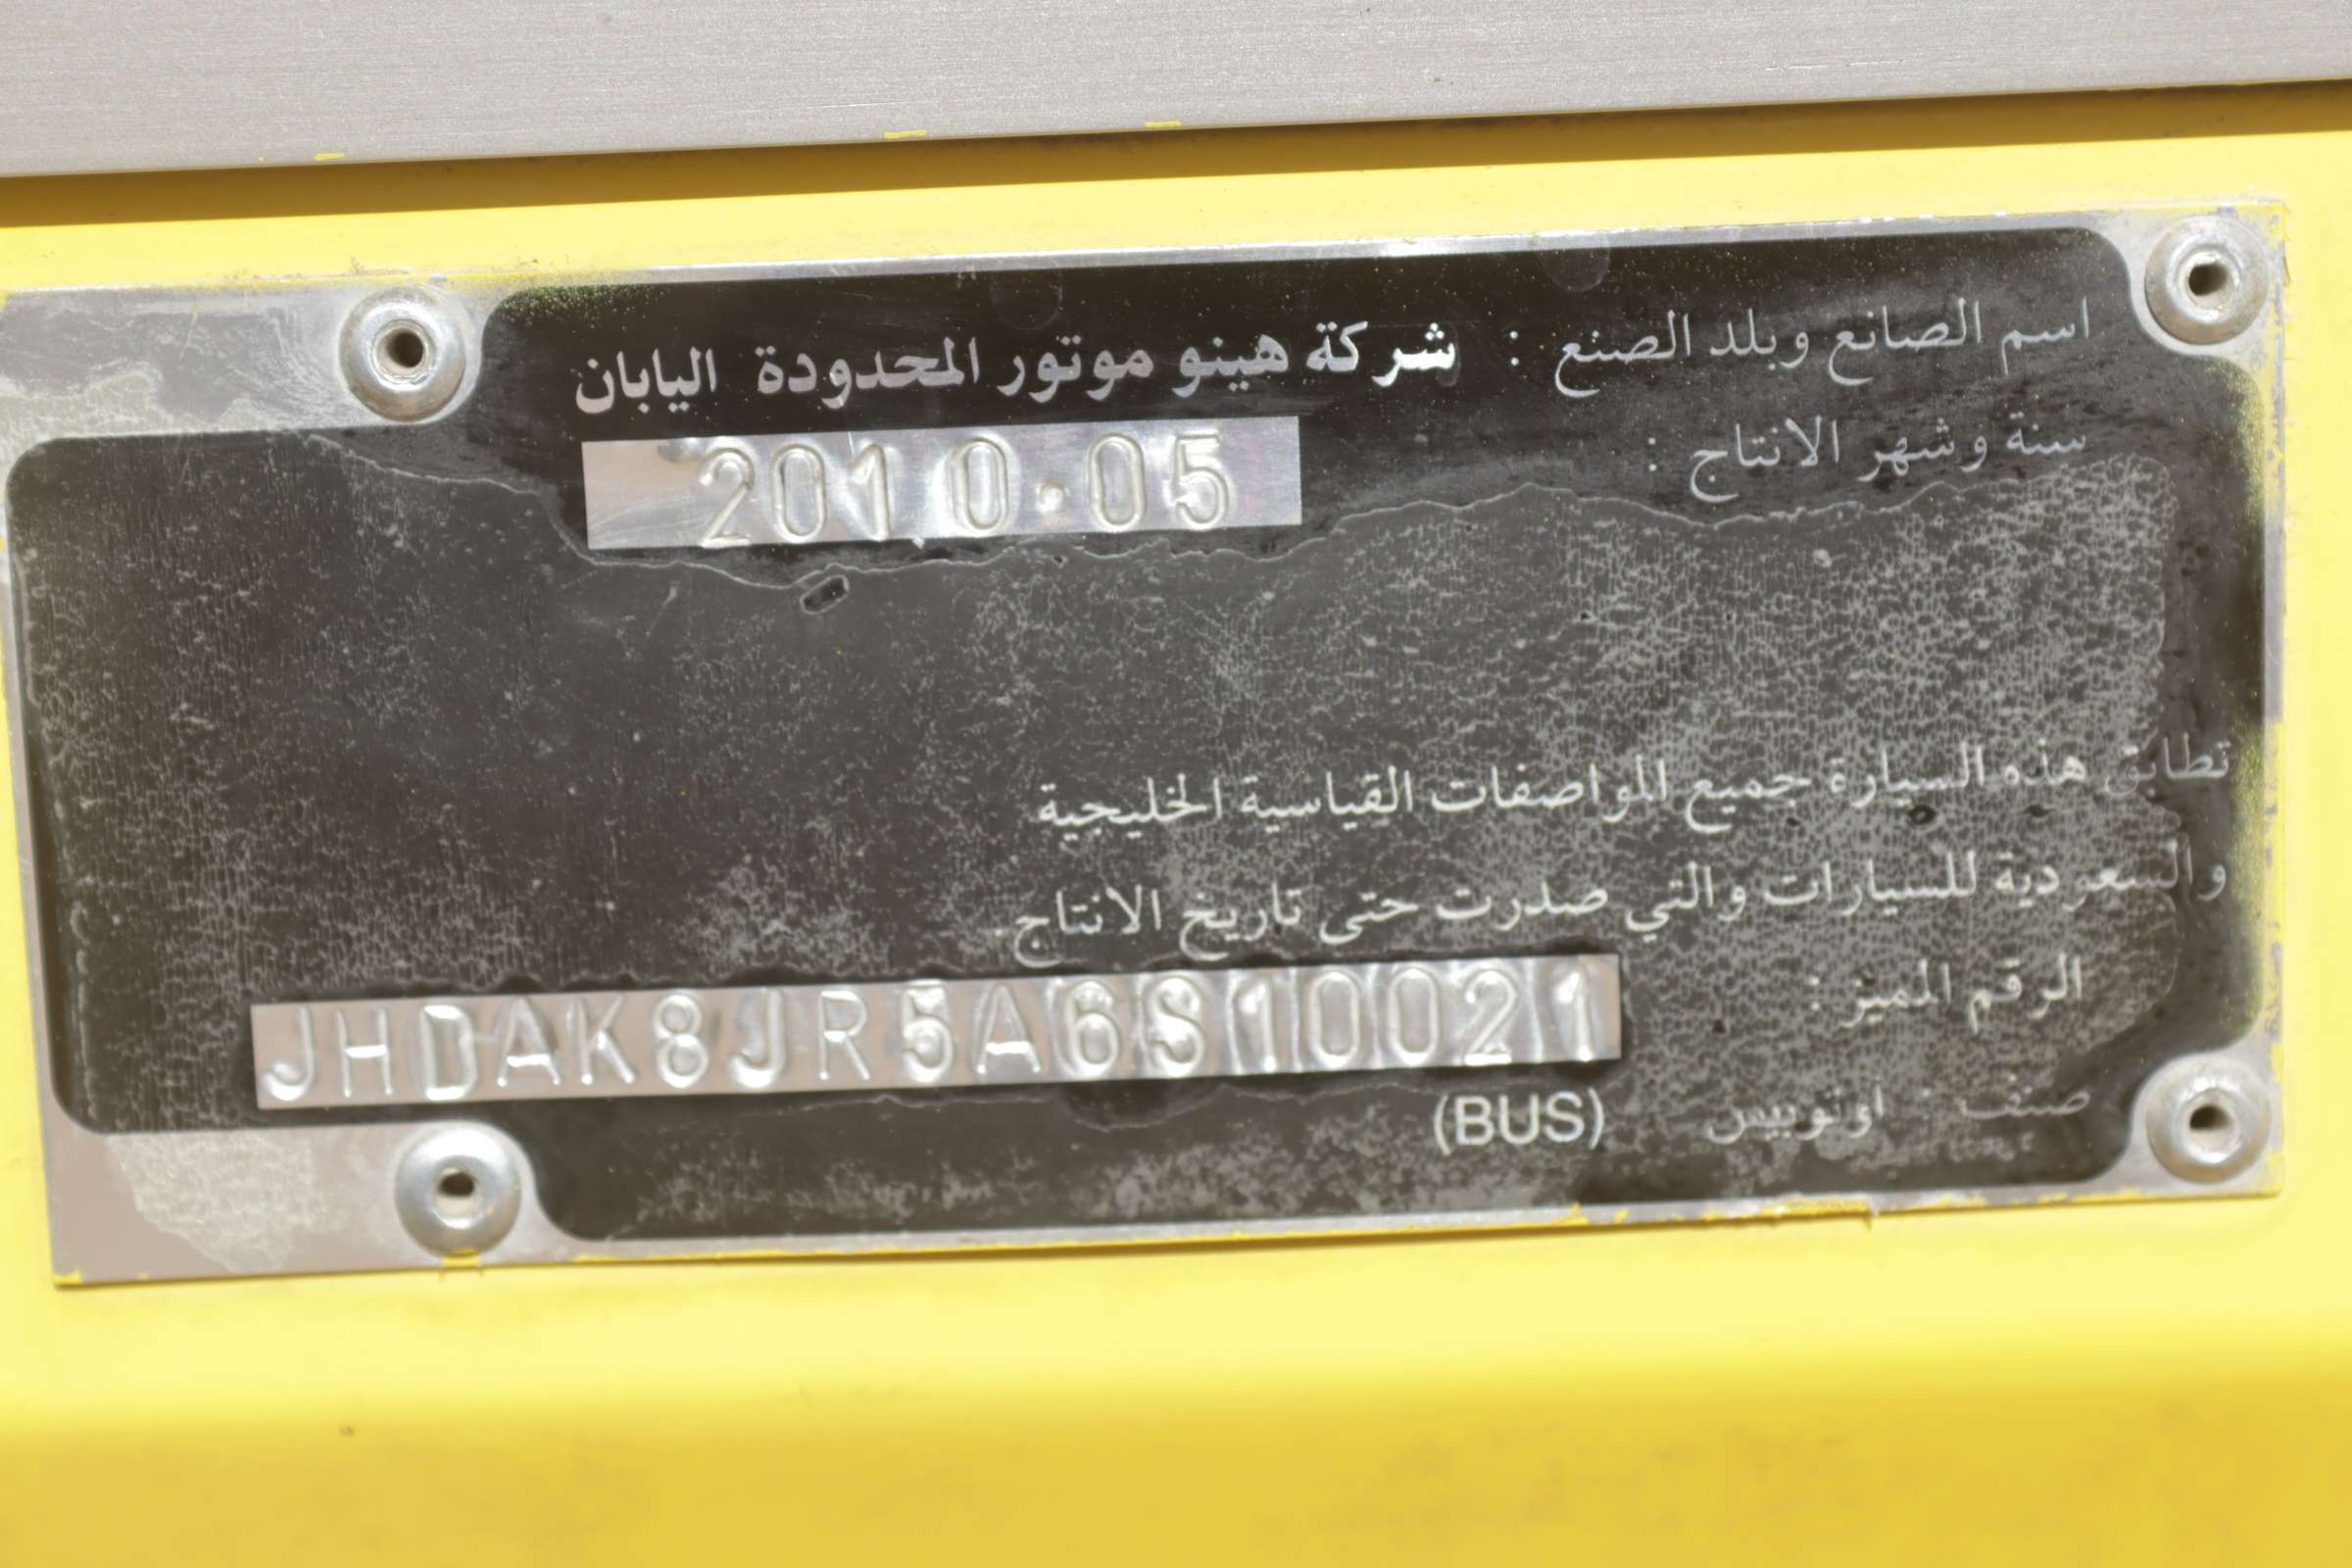 اسم الصانع وبلد الصنع : شركة هينو موتور المحدودة اليابان
سنة وشهر الانتاج : 2010.05
تطابق هذه السيارة جميع المواصفات القياسية الخليجية
والسعودية للسيارات والتي صدرت حتى تاريخ الانتاج.
الرقم المميز : JHDAK8JR5A6S10021
صنف : اوتوبيس (BUS)